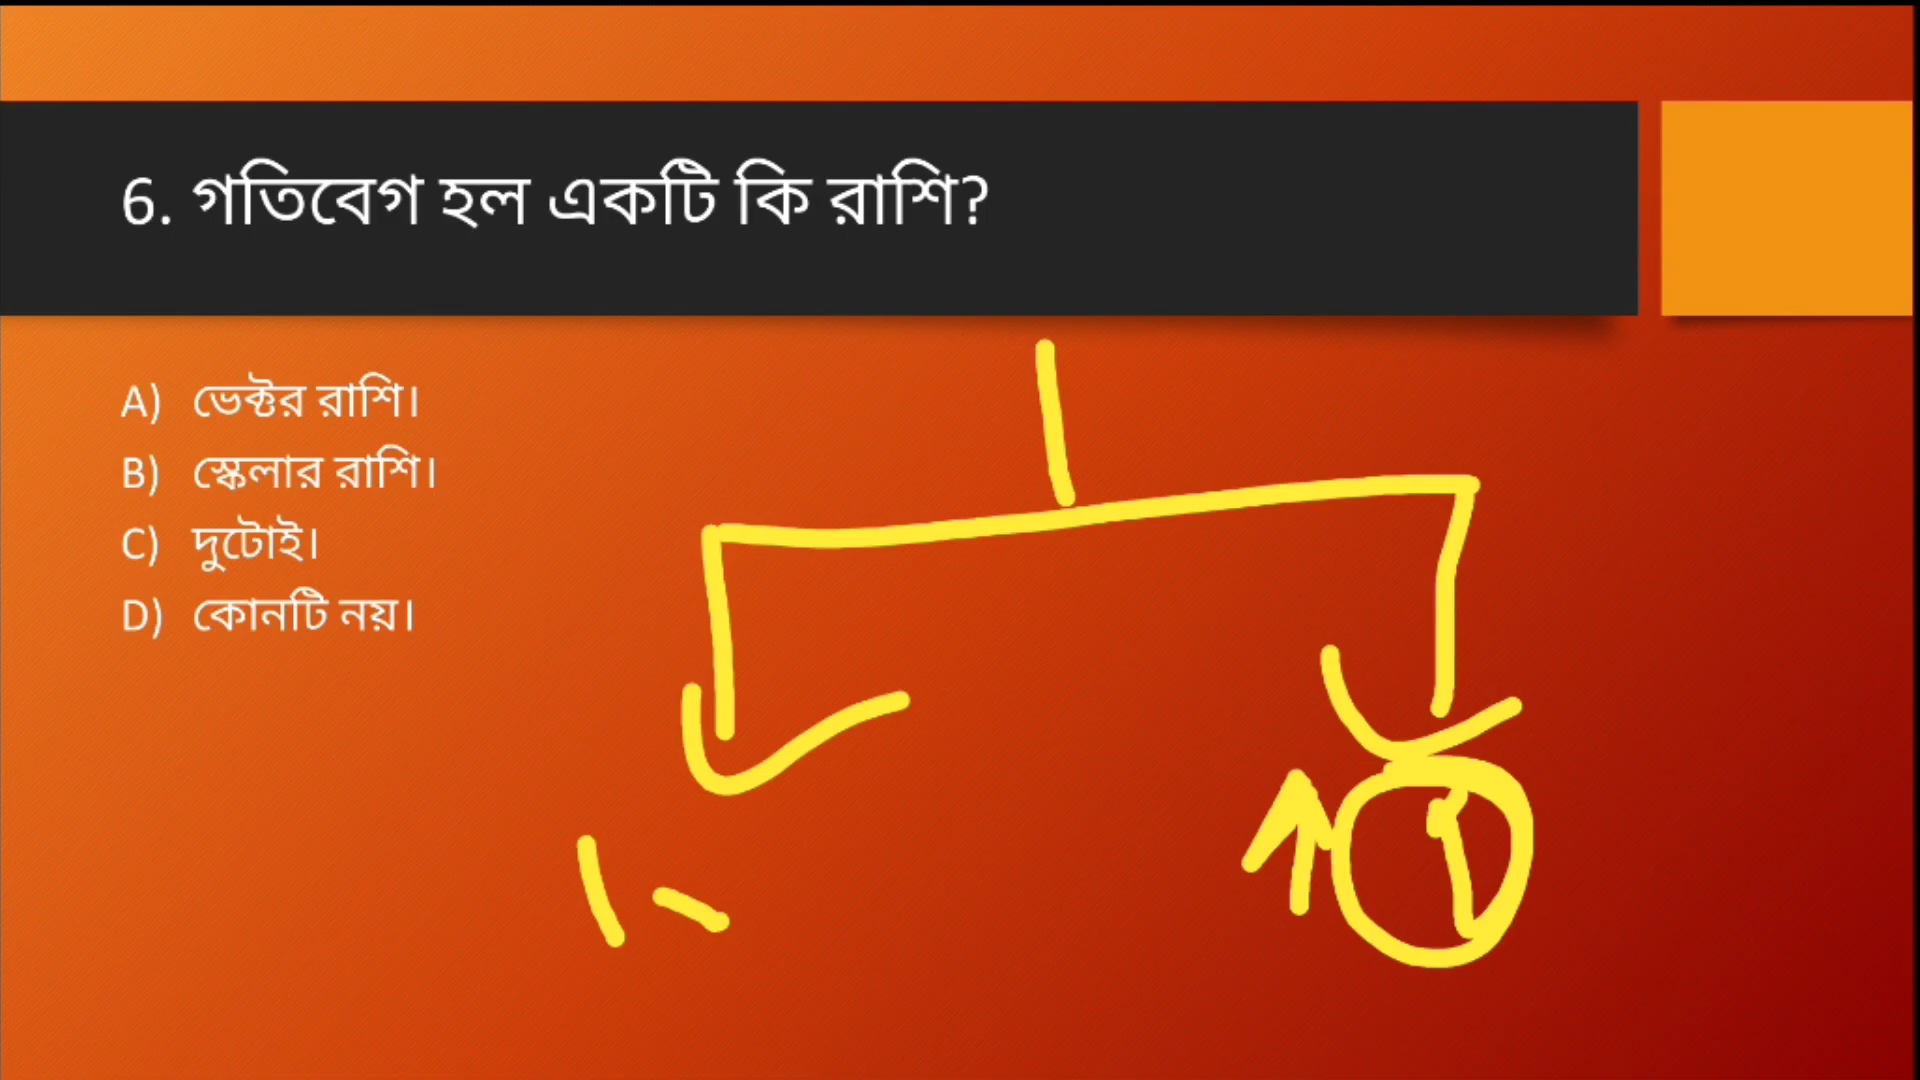 6. গতিবেগ হল একটি কি রাশি?
A) ভেক্টর রাশি।
B) স্কেলার রাশি।
C) দুটোই।
D) কোনটি নয়।